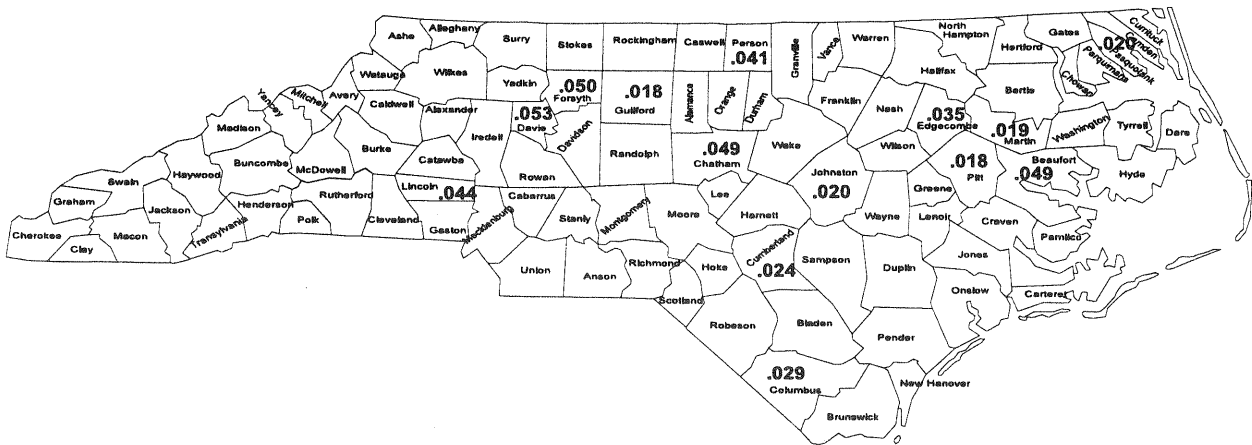 Ashe
Alleghany
Surry
Stokes
Rockingham
Caswell
Person
.041
Granville
Vance
Warren
North
Hampton
Hertford
Gates
Currituck
Camden
Pasquojank
Perquimans
.020
Chowan
Watauga
Wilkes
Yadkin
.050
Forsyth
.018
Guilford
Alamance
Orange
Durham
Franklin
Halifax
Bertie
Yancey
Mitchell
Avery
Caldwell
Alaxander
Iredell
.053
Davie
Davidson
Nash
.035
Edgecombe
.019
Martin
Washington
Tyrrell
Dare
Madison
Buncombe
McDowell
Burke
Catawba
Rowan
Randolph
.049
Chatham
Wake
Wilson
.018
Pitt
Beaufort
.049
Hyde
Swain
Haywood
Graham
Jackson
Henderson
Transylvania
Rutherford
Polk
Cleveland
Lincoln
.044
Gaston
Mecklenburg
Cabarrus
Stanly
Montgomery
Moore
Lee
Harnett
Johnston
.020
Wayne
Greene
Lenoir
Craven
Pamlico
Cherokee
Clay
Macon
Union
Anson
Richmond
Scotland
Hoke
Cumberland
.024
Sampson
Duplin
Jones
Onslow
Carteret
Robeson
Bladen
Pender
.029
Columbus
New Hanover
Brunswick